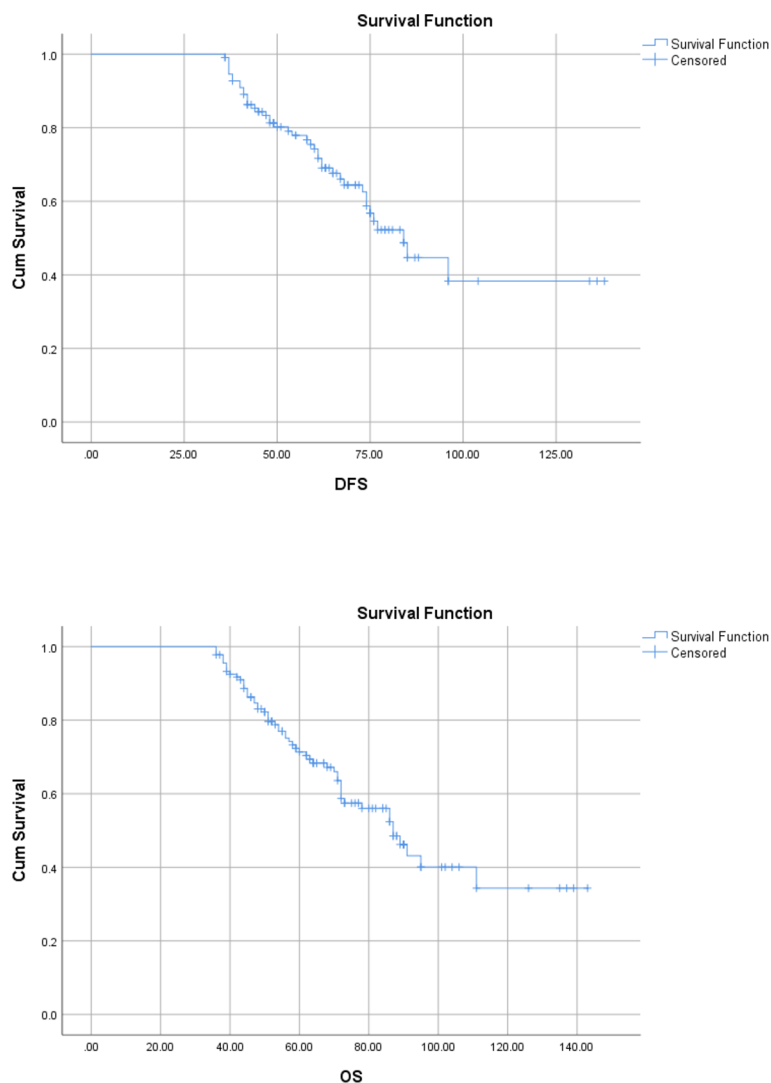 Survival Function
Survival Function
Censored
1.0
0.8
0.6
0.4
0.2
0.0
Cum Survival
.00 25.00 50.00 75.00 100.00 125.00
DFS
Survival Function
Survival Function
Censored
1.0
0.8
0.6
0.4
0.2
0.0
Cum Survival
.00 20.00 40.00 60.00 80.00 100.00 120.00 140.00
OS